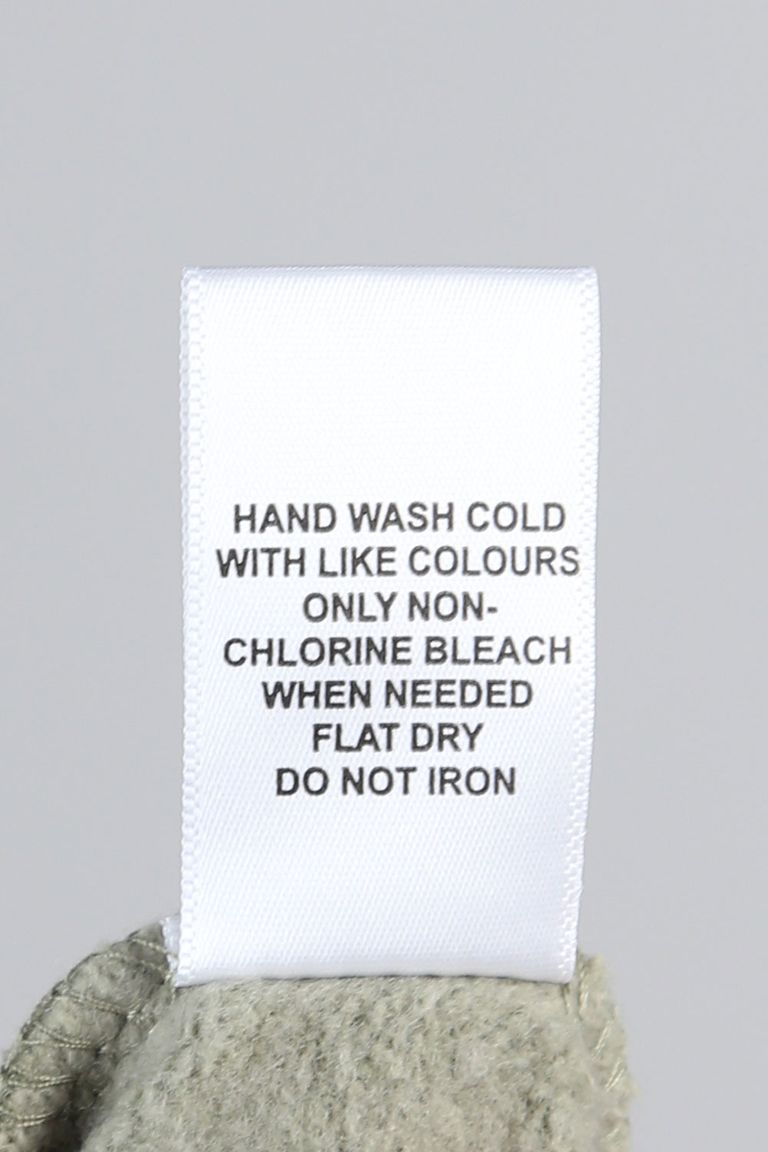 HAND WASH COLD
WITH LIKE COLOURS
ONLY NON-
CHLORINE BLEACH
WHEN NEEDED
FLAT DRY
DO NOT IRON